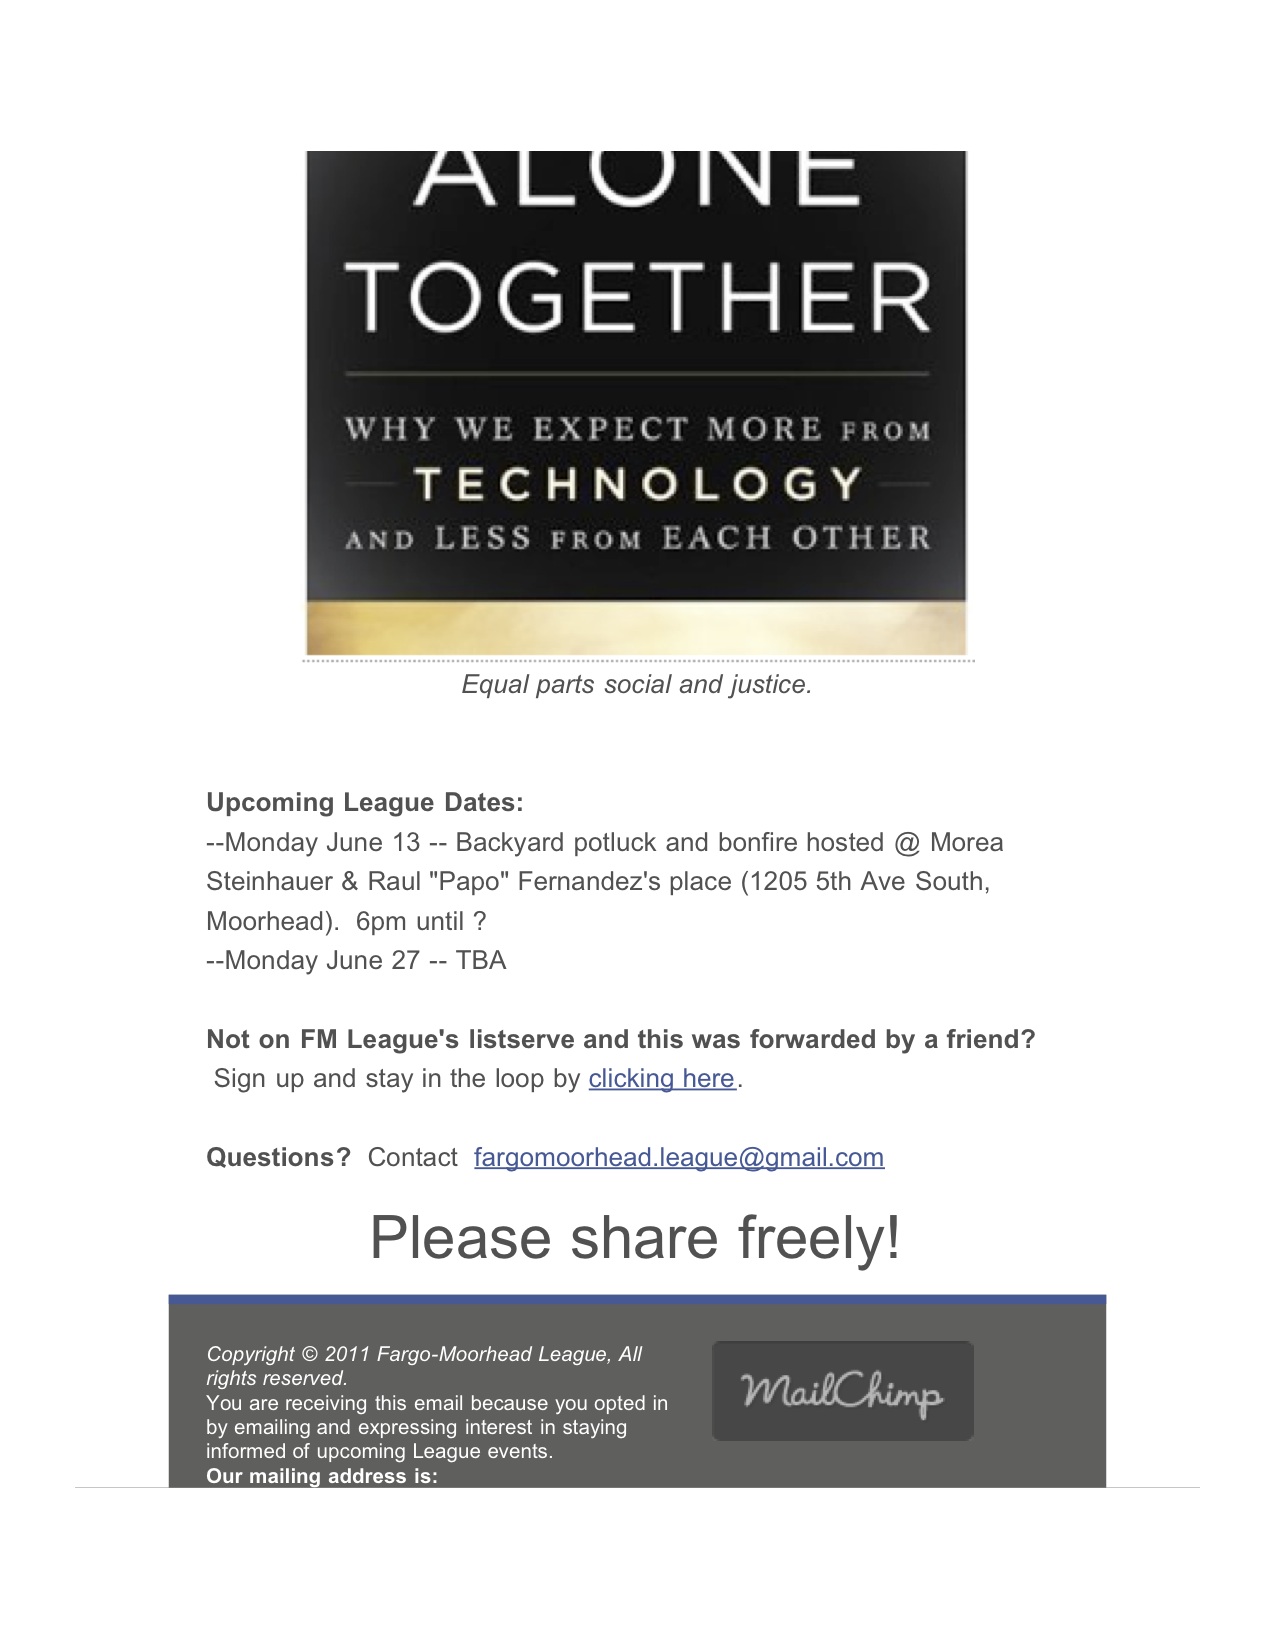 ALONE
TOGETHER
WHY WE EXPECT MORE FROM
TECHNOLOGY
AND LESS FROM EACH OTHER
Equal parts social and justice.
Upcoming League Dates:
--Monday June 13 -- Backyard potluck and bonfire hosted @ Morea
Steinhauer & Raul "Papo" Fernandez's place (1205 5th Ave South,
Moorhead).  6pm until ?
--Monday June 27 -- TBA
Not on FM League's listserve and this was forwarded by a friend?
Sign up and stay in the loop by clicking here.
Questions?  Contact  fargomoorhead.league@gmail.com
Please share freely!
Copyright © 2011 Fargo-Moorhead League, All
rights reserved.
You are receiving this email because you opted in
by emailing and expressing interest in staying
informed of upcoming League events.
Our mailing address is:
MailChimp